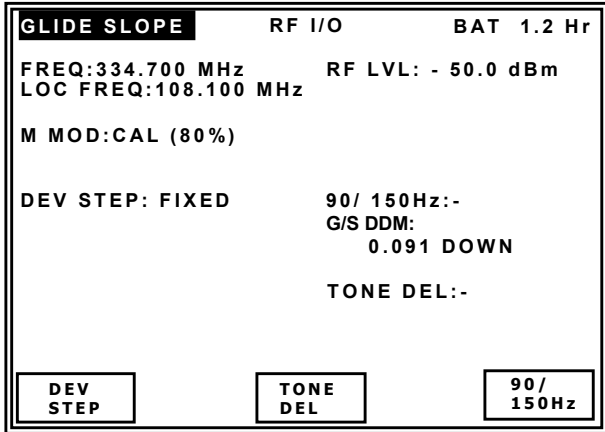 GLIDE SLOPE RF I/O BAT 1.2 Hr
FREQ:334.700 MHz RF LVL: - 50.0 dBm
LOC FREQ:108.100 MHz
M MOD:CAL (80%)
DEV STEP: FIXED 90/ 150Hz:-
G/S DDM:
0.091 DOWN
TONE DEL:-
DEV
STEP
TONE
DEL
90/
150Hz